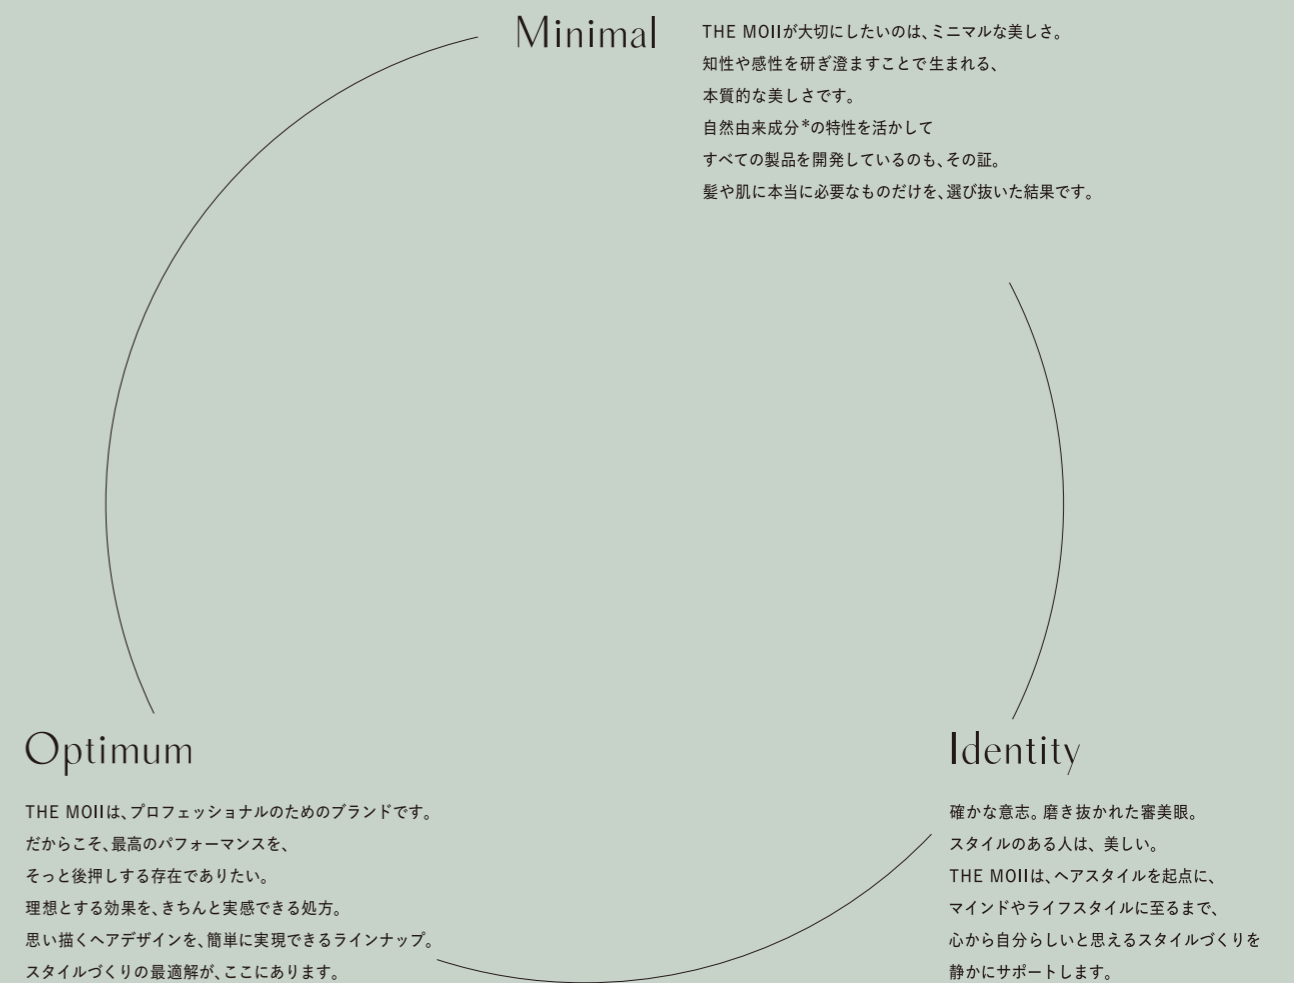 Minimal
THE MOIIが大切にしたいのは、ミニマルな美しさ。
知性や感性を研ぎ澄ますことで生まれる、
本質的な美しさです。
自然由来成分*の特性を活かして
すべての製品を開発しているのも、その証。
髪や肌に本当に必要なものだけを、選び抜いた結果です。
Optimum
THE MOIIは、プロフェッショナルのためのブランドです。
だからこそ、最高のパフォーマンスを、
そっと後押しする存在でありたい。
理想とする効果を、きちんと実感できる処方。
思い描くヘアデザインを、簡単に実現できるラインナップ。
スタイルづくりの最適解が、ここにあります。
Identity
確かな意志。磨き抜かれた審美眼。
スタイルのある人は、美しい。
THE MOIIは、ヘアスタイルを起点に、
マインドやライフスタイルに至るまで、
心から自分らしいと思えるスタイルづくりを
静かにサポートします。